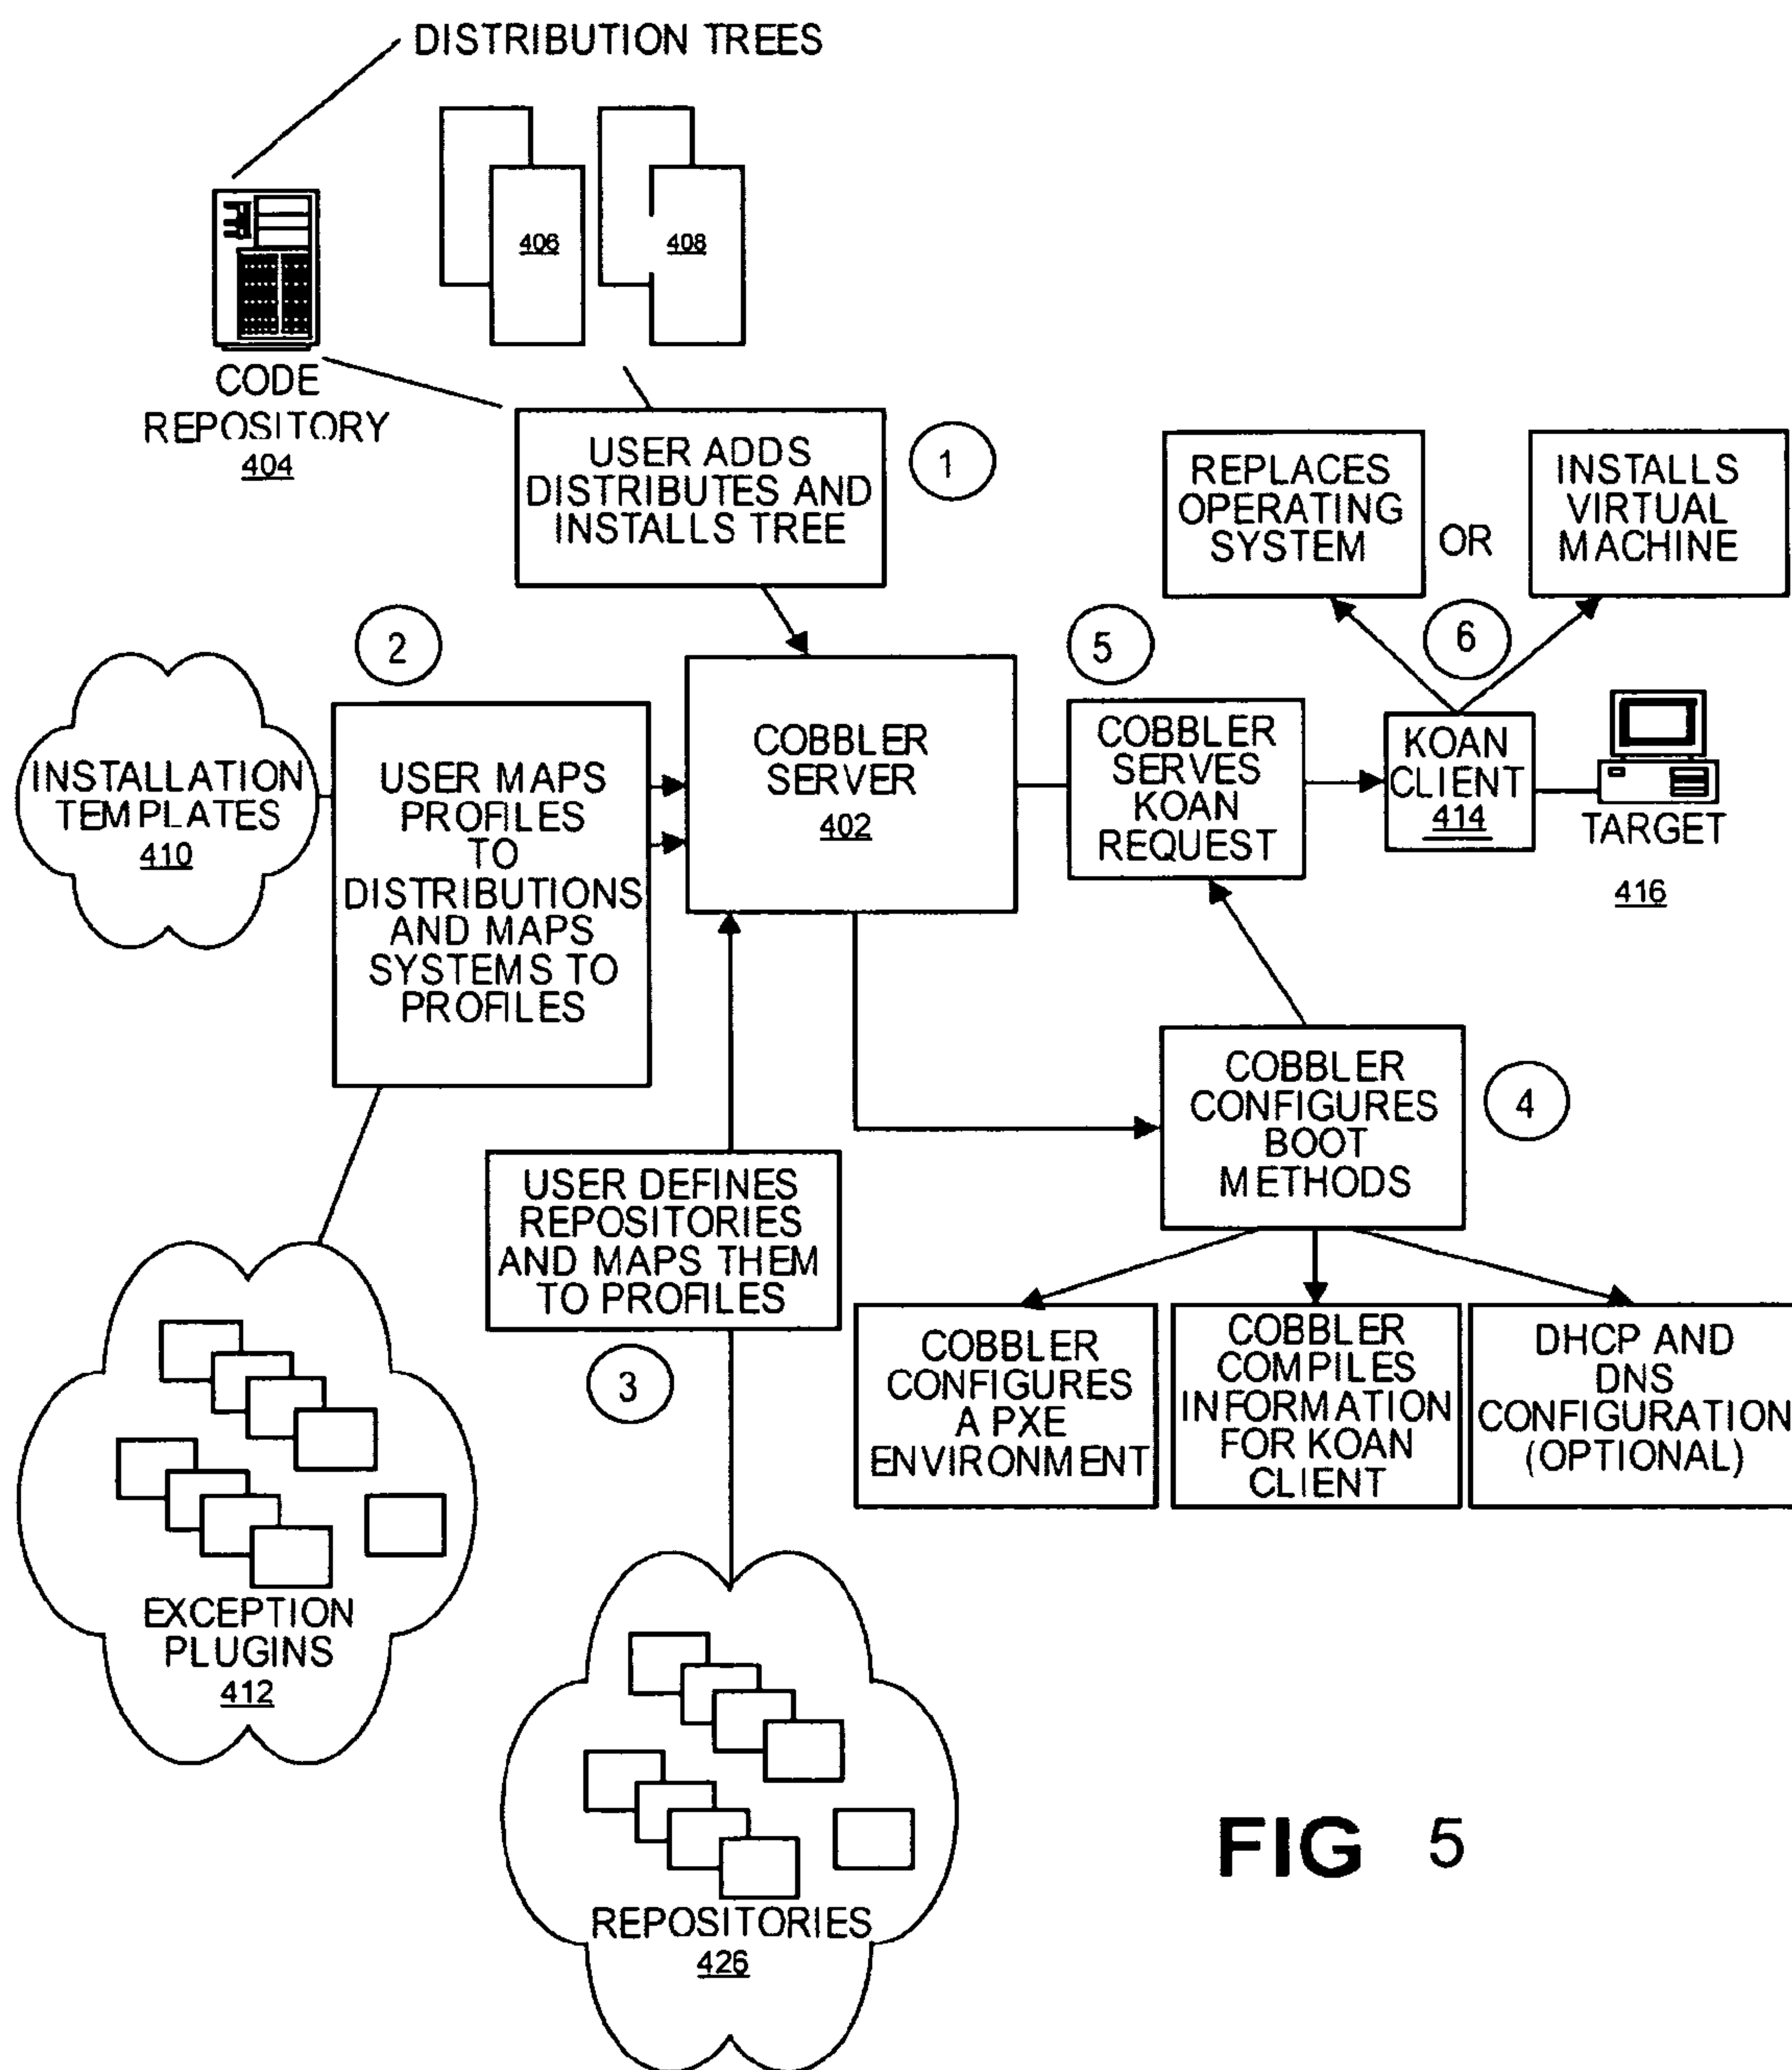 DISTRIBUTION TREES
406
408
CODE
REPOSITORY
404
USER ADDS
DISTRIBUTES AND
INSTALLS TREE
1
REPLACES
OPERATING
SYSTEM
OR
INSTALLS
VIRTUAL
MACHINE
2
5
6
INSTALLATION
TEMPLATES
410
USER MAPS
PROFILES
TO
DISTRIBUTIONS
AND MAPS
SYSTEMS TO
PROFILES
COBBLER
SERVER
402
COBBLER
SERVES
KOAN
REQUEST
KOAN
CLIENT
414
TARGET
416
COBBLER
CONFIGURES
BOOT
METHODS
4
USER DEFINES
REPOSITORIES
AND MAPS THEM
TO PROFILES
3
COBBLER
CONFIGURES
A PXE
ENVIRONMENT
COBBLER
COMPILES
INFORMATION
FOR KOAN
CLIENT
DHCP AND
DNS
CONFIGURATION
(OPTIONAL)
EXCEPTION
PLUGINS
412
REPOSITORIES
426
FIG 5